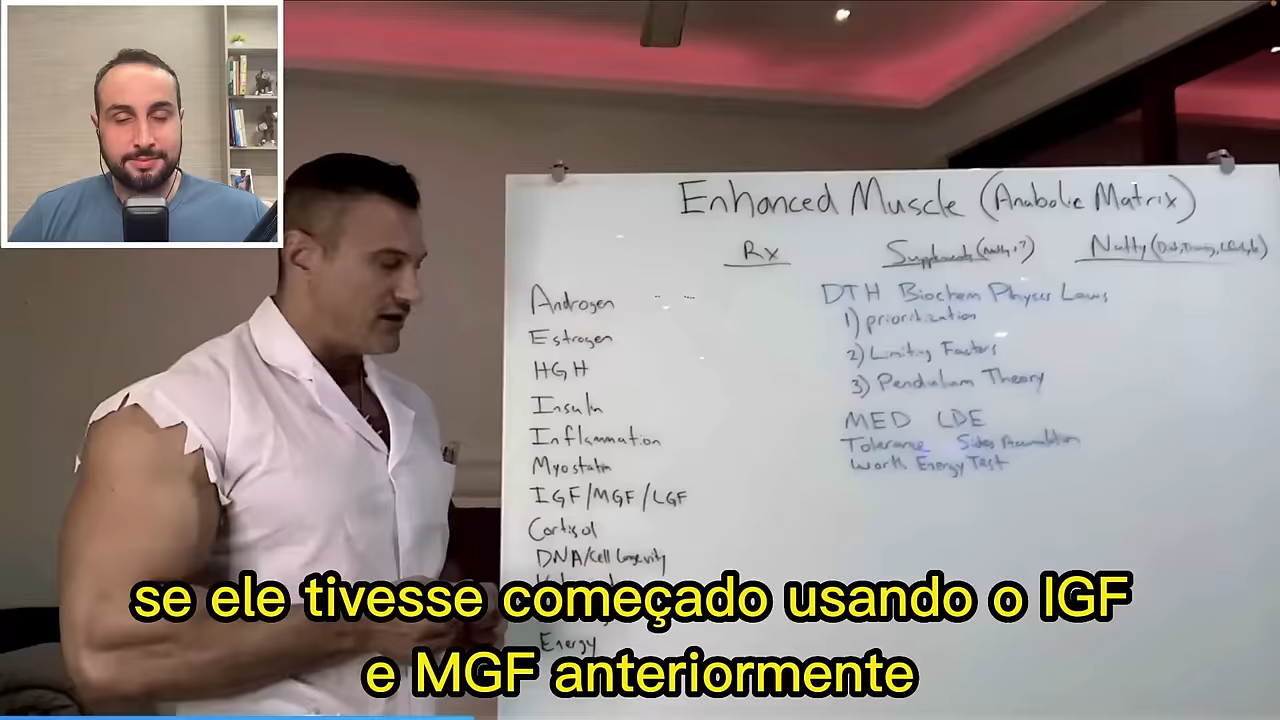 Enhanced Muscle (Anabolic Matrix)
Rx
Supplements
Natty
Androgen
Estrogen
HGH
Insulin
Inflammation
Myostatin
IGF/MGF/LGF
Cortisol
DNA/Cell Longevity
Energy
DTH Biochem Physics Laws
1) prioritization
2) Limiting Factors
3) Pendulum Theory
MED LDE
Tolerance Sides Accumulation
Worth Energy Test
se ele tivesse começado usando o IGF
e MGF anteriormente